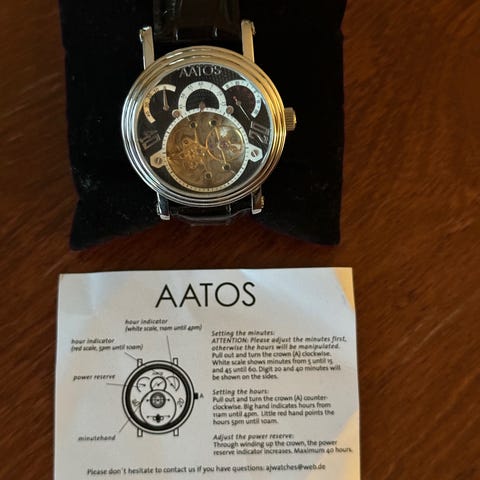 AATOS
40
20
AATOS
hour indicator
(white scale, 11am until 4pm)
hour indicator
(red scale, 5pm until 10am)
power reserve
minutehand
A
Setting the minutes:
ATTENTION: Please adjust the minutes first,
otherwise the hours will be manipulated.
Pull out and turn the crown (A) clockwise.
White scale shows minutes from 5 until 15
and 45 until 60. Digit 20 and 40 minutes will
be shown on the sides.
Setting the hours:
Pull out and turn the crown (A) counter-
clockwise. Big hand indicates hours from
11am until 4pm. Little red hand points the
hours 5pm until 10am.
Adjust the power reserve:
Through winding up the crown, the power
reserve indicator increases. Maximum 40 hours.
Please don´t hesitate to contact us if you have questions: ajwatches@web.de